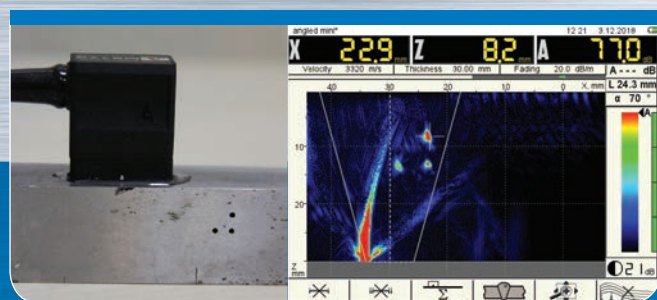 angled mini* 12 21 3.12.2018
X 22.9 mm Z 8.2 mm A 77.0 dB
Velocity 3320 m/s Thickness 30.00 mm Fading 20.0 dB/m A --- dB
40 30 20 10 0 X, mm L 24.3 mm
α 70 °
A
10
20
Z
mm
21 dB
Σ